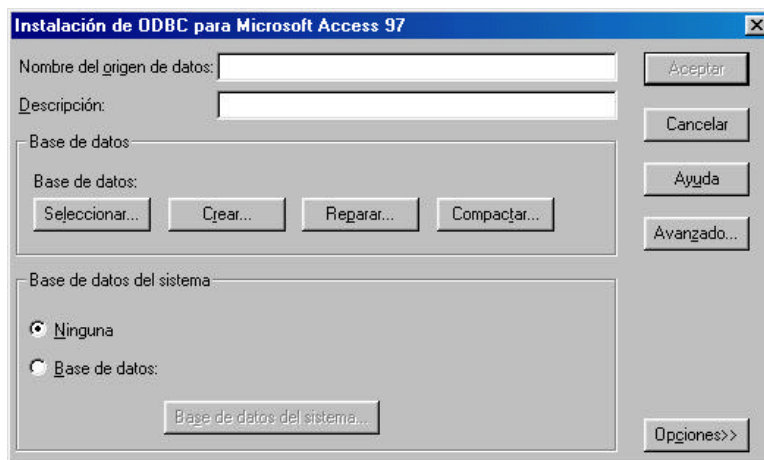 Instalación de ODBC para Microsoft Access 97
Nombre del origen de datos:
Aceptar
Descripción:
Cancelar
Base de datos
Ayuda
Base de datos:
Seleccionar... Crear... Reparar... Compactar...
Avanzado...
Base de datos del sistema
Ninguna
Base de datos:
Base de datos del sistema...
Opciones>>